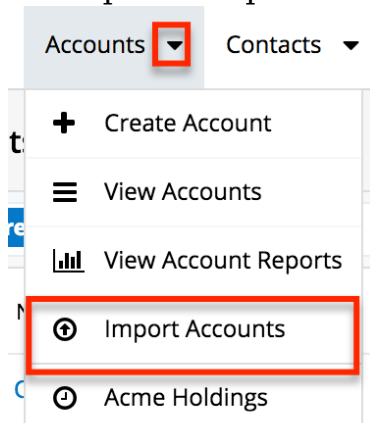 Accounts Contacts
Create Account
View Accounts
View Account Reports
Import Accounts
Acme Holdings